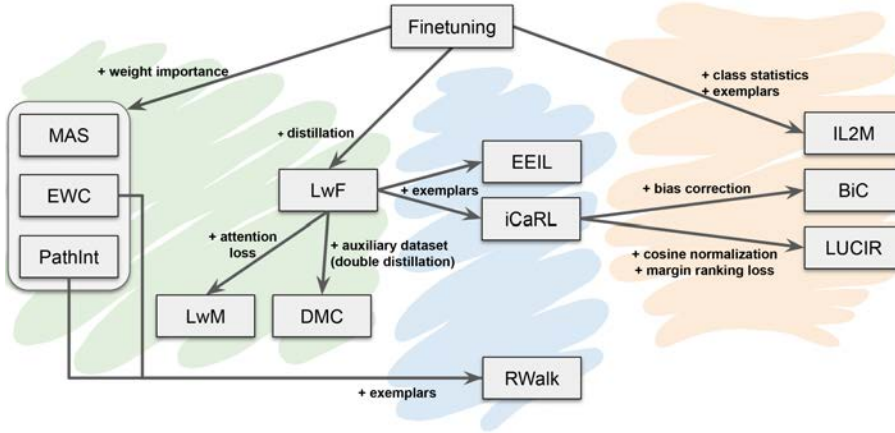 Finetuning
+ weight importance
+ class statistics
+ exemplars
MAS
+ distillation
IL2M
EEIL
EWC
LwF
+ exemplars
+ bias correction
BiC
iCaRL
+ attention
loss
+ auxiliary dataset
(double distillation)
PathInt
+ cosine normalization
+ margin ranking loss
LUCIR
LwM
DMC
+ exemplars
RWalk